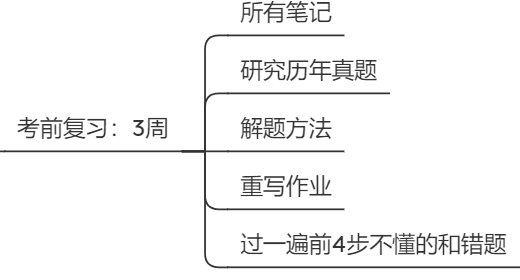 所有笔记
研究历年真题
考前复习：3周
解题方法
重写作业
过一遍前4步不懂的和错题